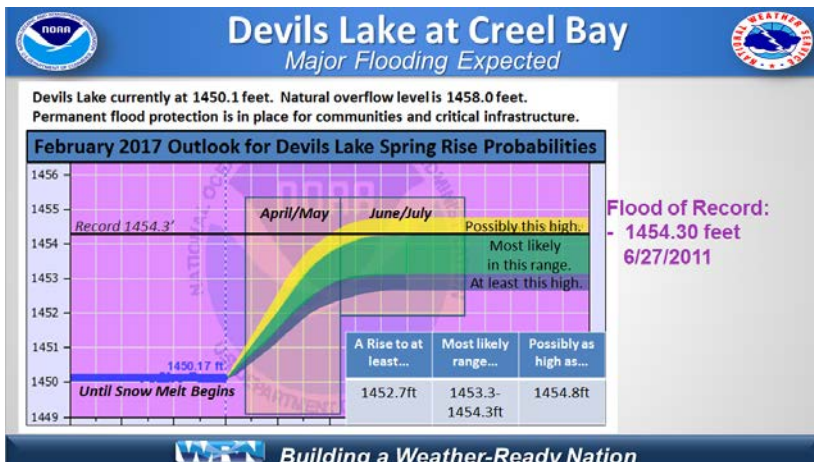 NOAA
Devils Lake at Creel Bay
Major Flooding Expected
NATIONAL WEATHER SERVICE
Devils Lake currently at 1450.1 feet. Natural overflow level is 1458.0 feet.
Permanent flood protection is in place for communities and critical infrastructure.
February 2017 Outlook for Devils Lake Spring Rise Probabilities
1456
1455
1454
1453
1452
1451
1450
1449
April/May
June/July
Record 1454.3'
Possibly this high.
Most likely
in this range.
At least this high.
1450.17 ft
Until Snow Melt Begins
A Rise to at
least...
Most likely
range...
Possibly as
high as...
1452.7ft
1453.3-
1454.3ft
1454.8ft
Flood of Record:
- 1454.30 feet
6/27/2011
WRN
Building a Weather-Ready Nation